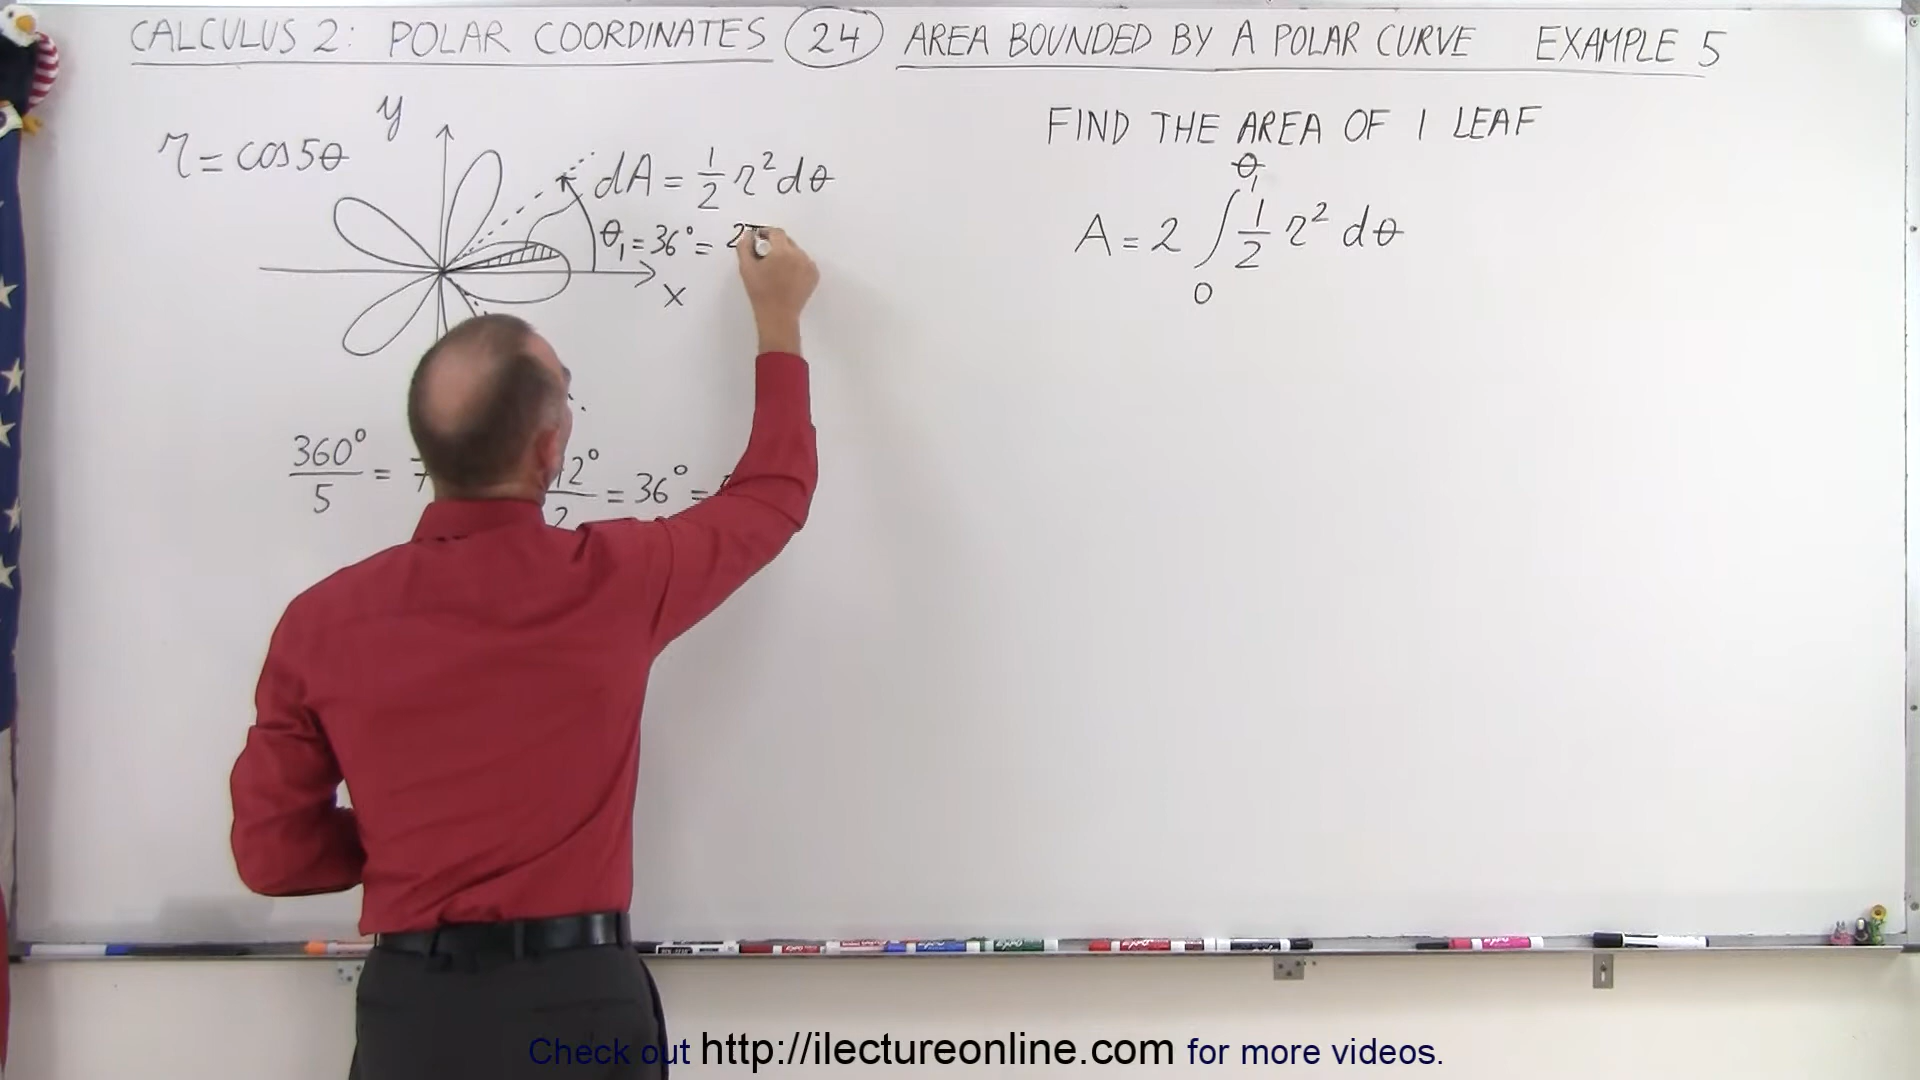 CALCULUS 2: POLAR COORDINATES 24 AREA BOUNDED BY A POLAR CURVE EXAMPLE 5
y
r = cos5θ
dA = 1/2 r² dθ
θ₁ = 36° = 2π
x
360°/5 =
2°/2 = 36° =
FIND THE AREA OF 1 LEAF
A = 2 ∫₀^θ₁ 1/2 r² dθ
Check out http://ilectureonline.com for more videos.